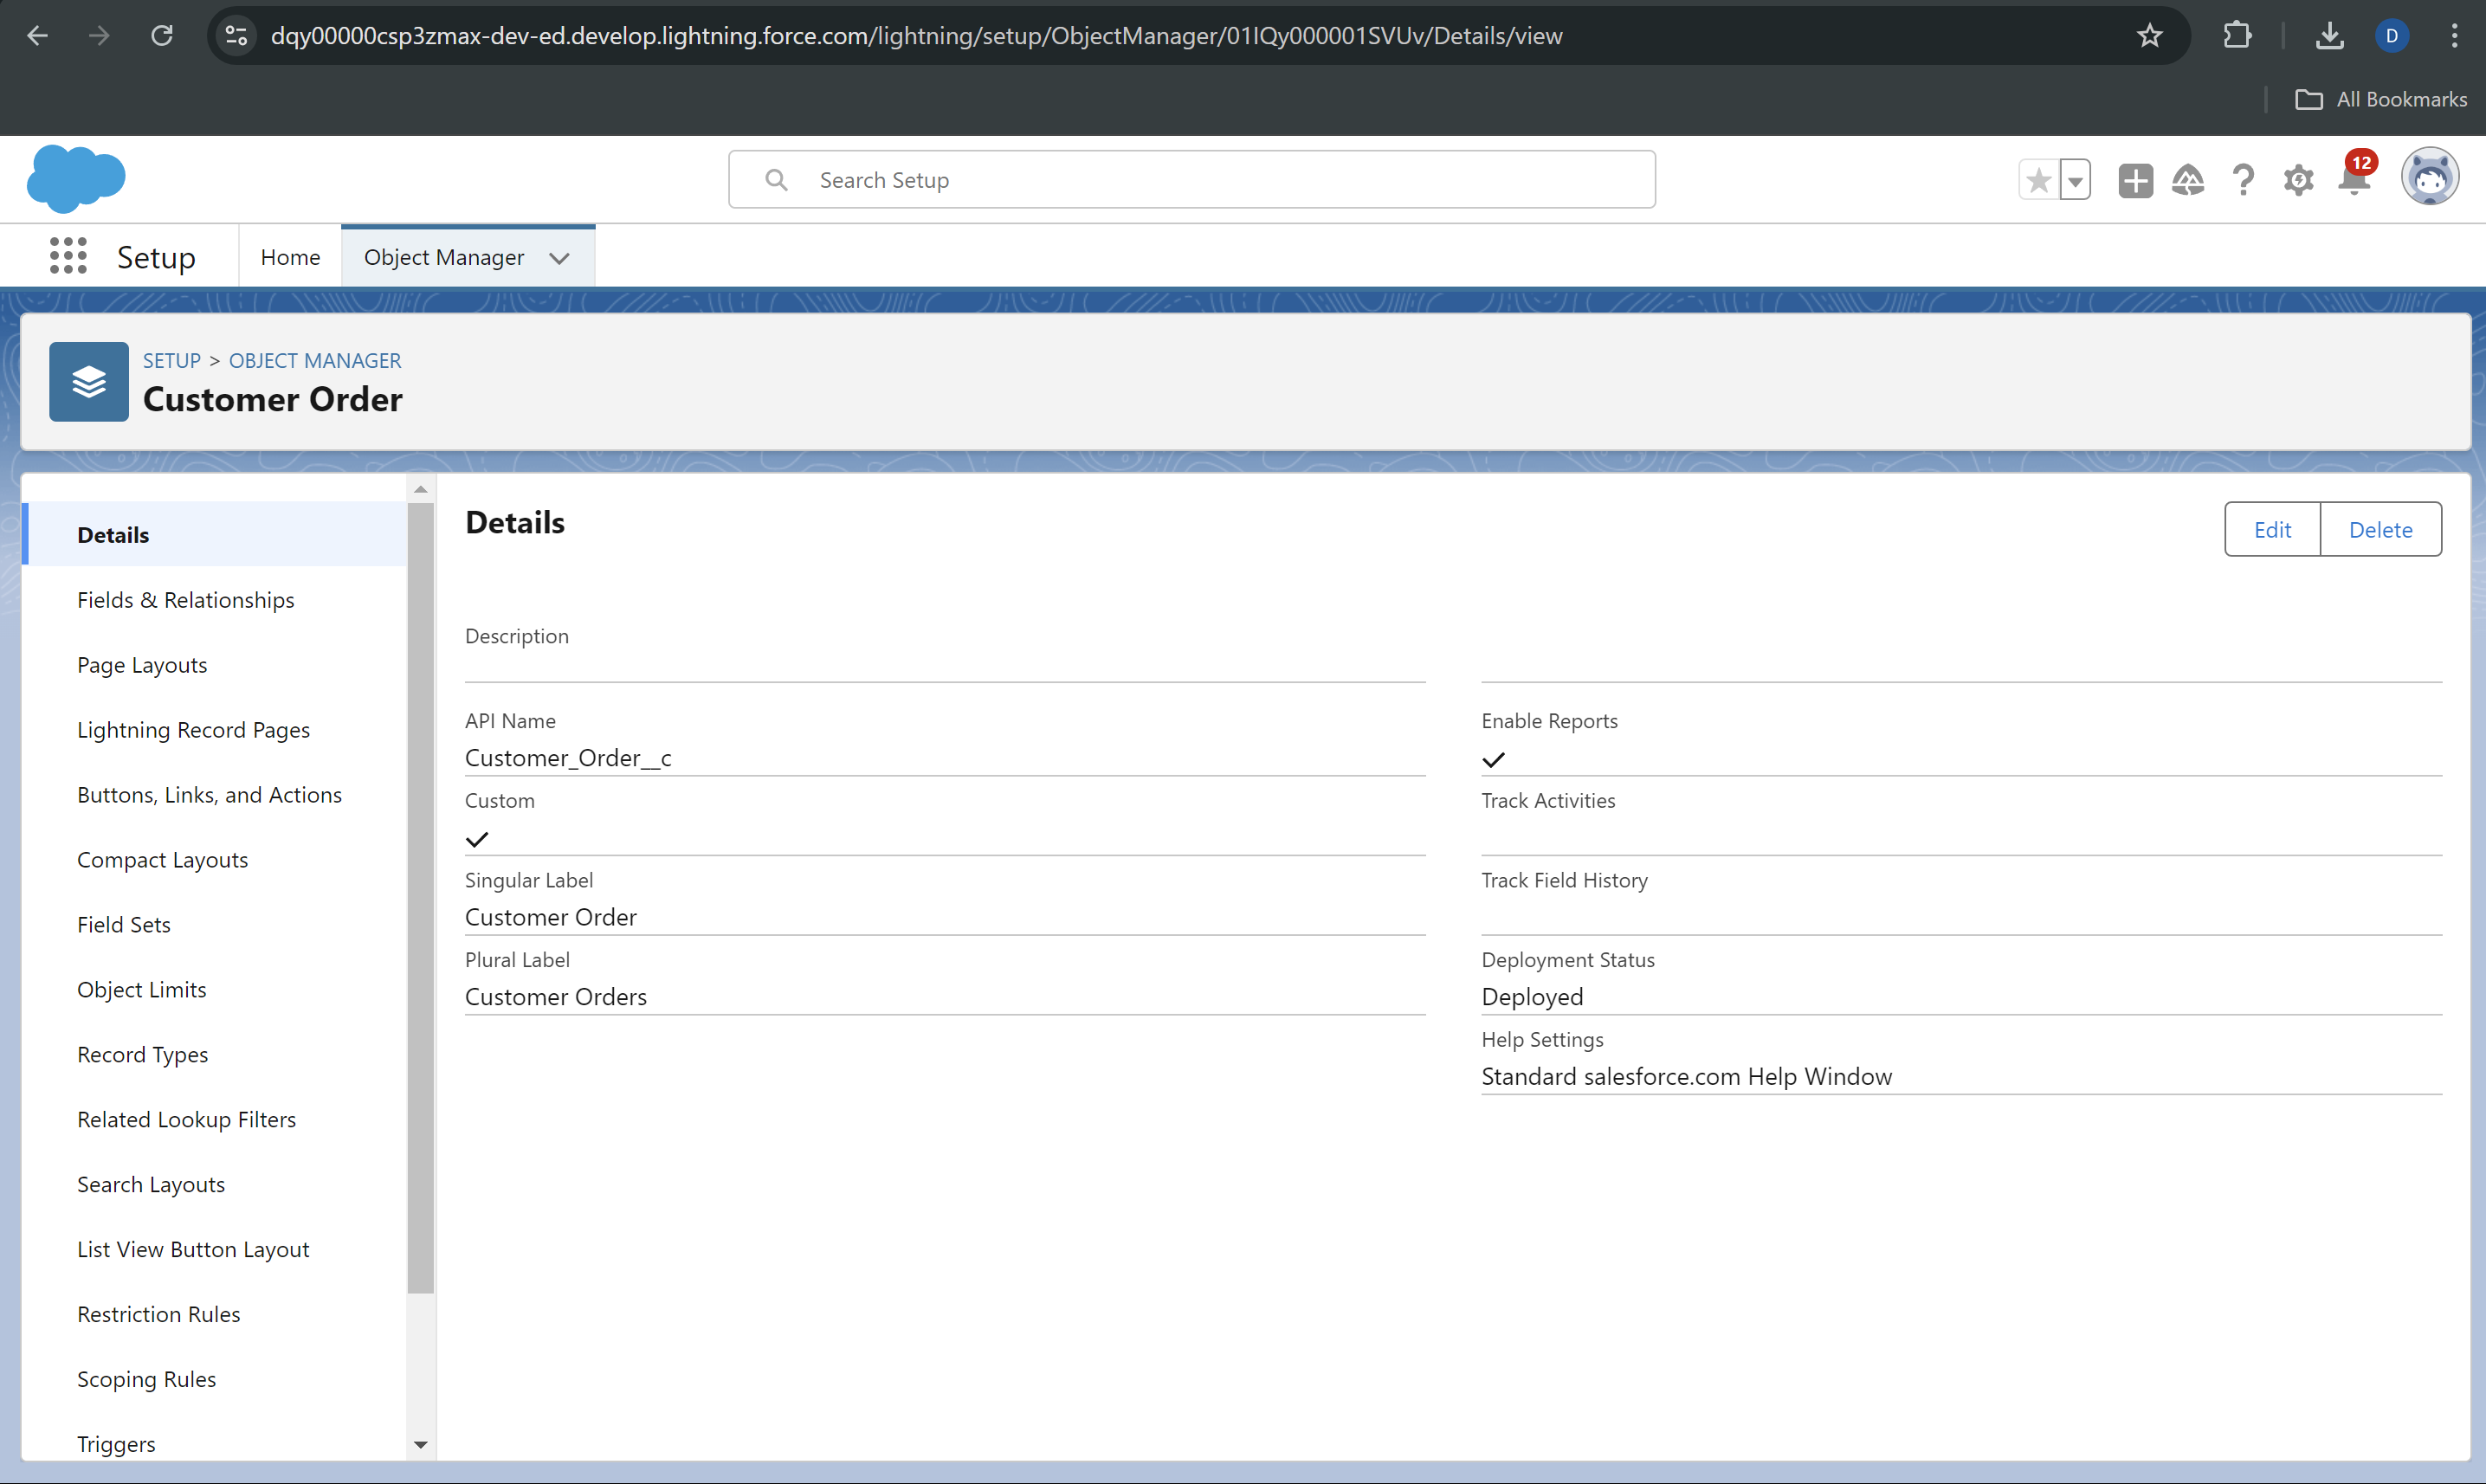 dqy00000csp3zmax-dev-ed.develop.lightning.force.com/lightning/setup/ObjectManager/01IQy000001SVUv/Details/view
D
All Bookmarks
Search Setup
12
Setup
Home
Object Manager
SETUP > OBJECT MANAGER
Customer Order
Details
Fields & Relationships
Page Layouts
Lightning Record Pages
Buttons, Links, and Actions
Compact Layouts
Field Sets
Object Limits
Record Types
Related Lookup Filters
Search Layouts
List View Button Layout
Restriction Rules
Scoping Rules
Triggers
Details
Edit
Delete
Description
API Name
Customer_Order__c
Custom
Singular Label
Customer Order
Plural Label
Customer Orders
Enable Reports
Track Activities
Track Field History
Deployment Status
Deployed
Help Settings
Standard salesforce.com Help Window